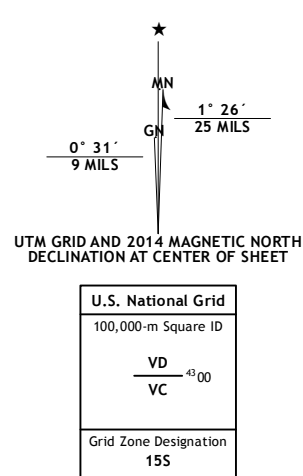 ★
MN
1° 26´
25 MILS
GN
0° 31´
9 MILS
UTM GRID AND 2014 MAGNETIC NORTH
DECLINATION AT CENTER OF SHEET
U.S. National Grid
100,000-m Square ID
VD
4300
VC
Grid Zone Designation
15S